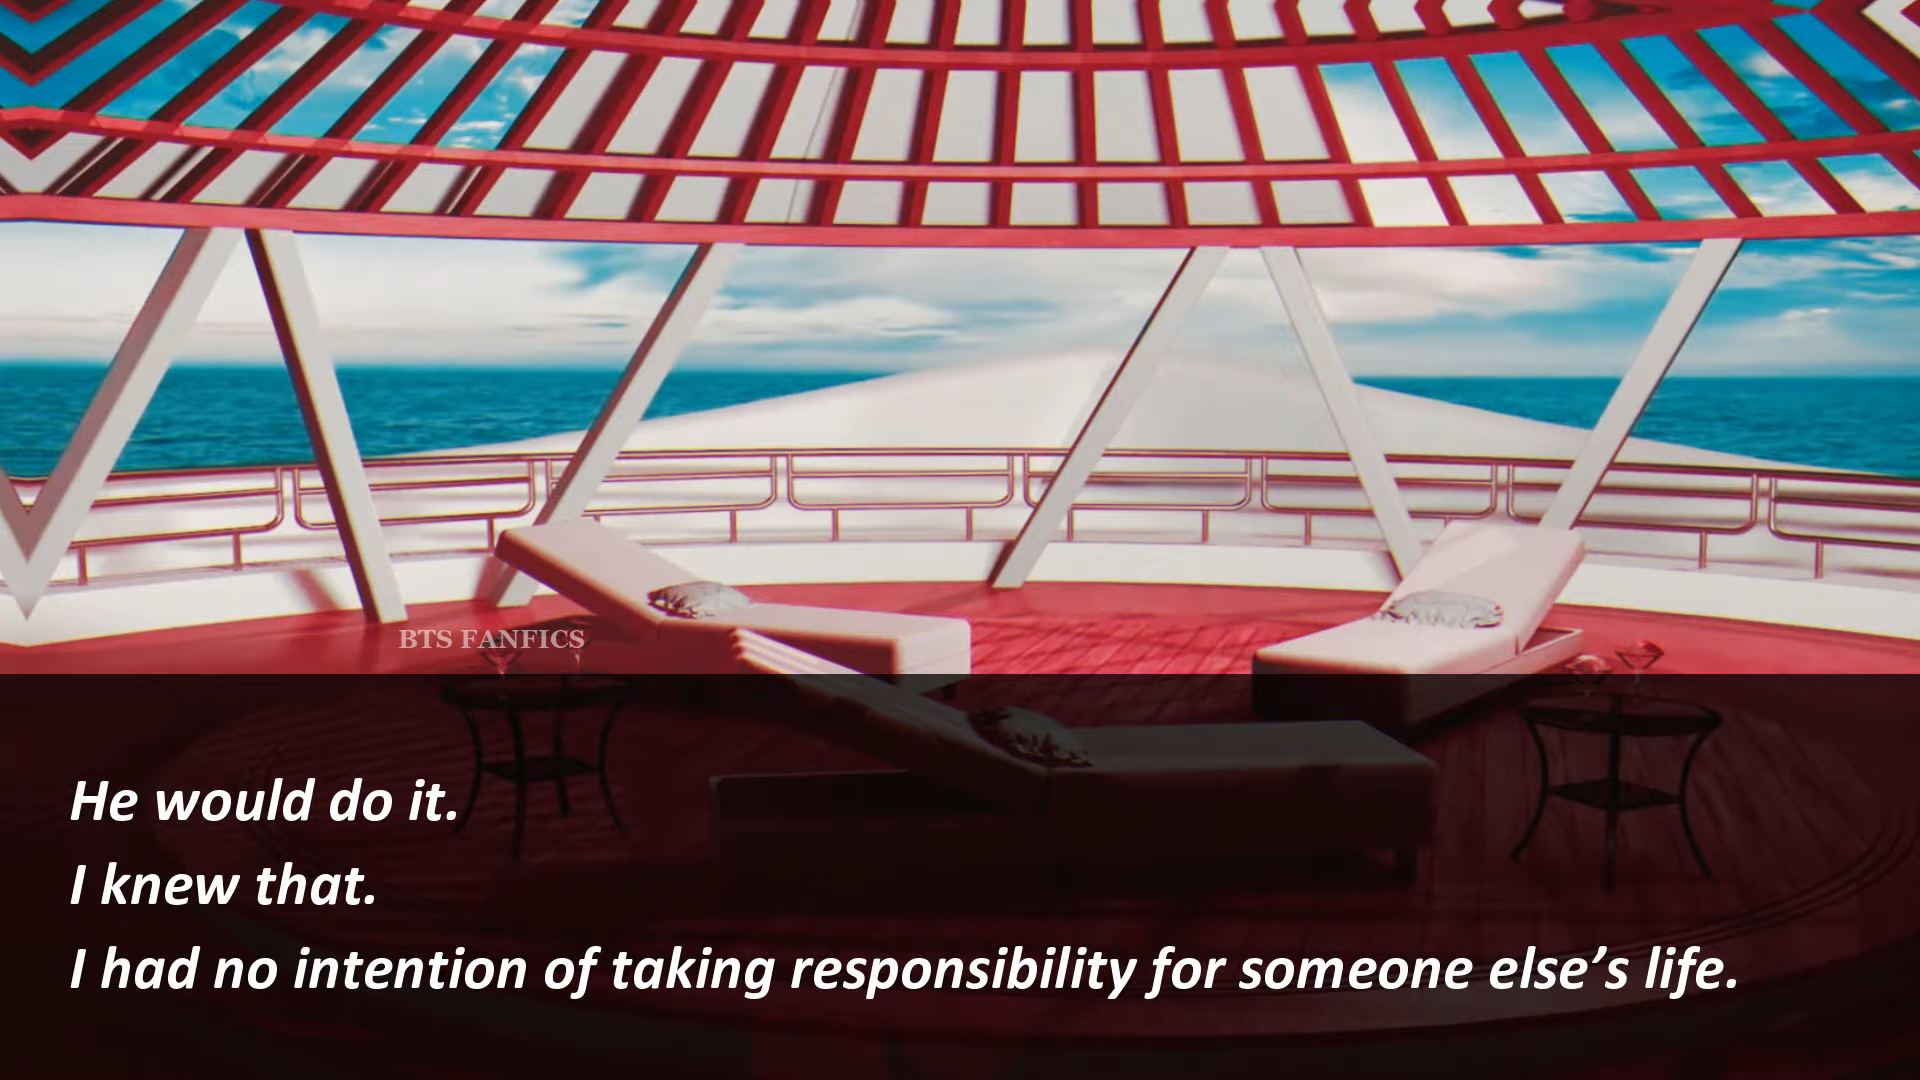 BTS FANFICS
He would do it.
I knew that.
I had no intention of taking responsibility for someone else’s life.